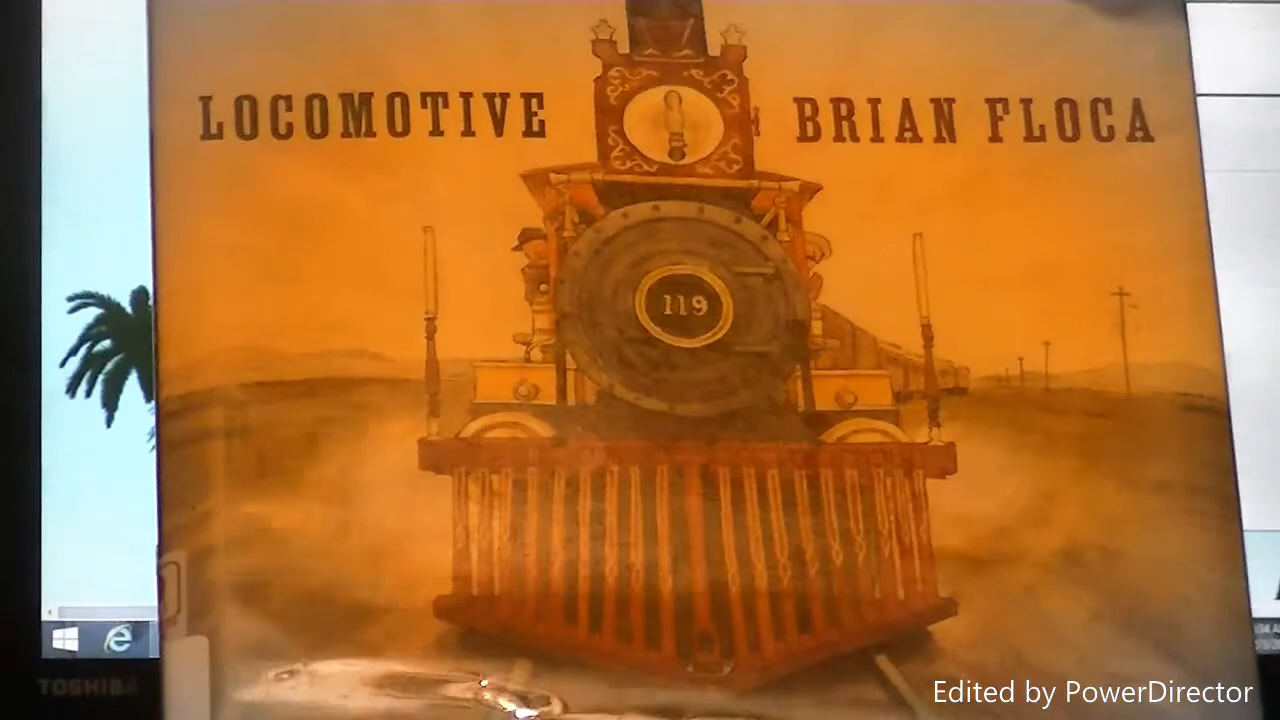 LOCOMOTIVE
BRIAN FLOCA
119
TOSHIBA
Edited by PowerDirector